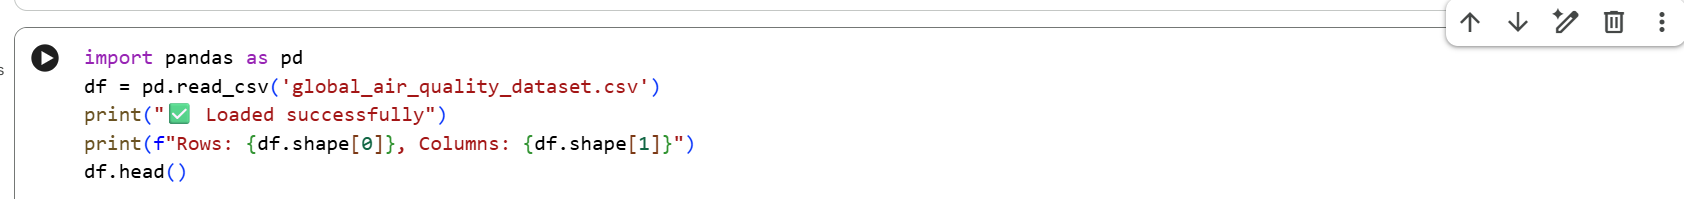 s
import pandas as pd
df = pd.read_csv('global_air_quality_dataset.csv')
print("✅ Loaded successfully")
print(f"Rows: {df.shape[0]}, Columns: {df.shape[1]}")
df.head()